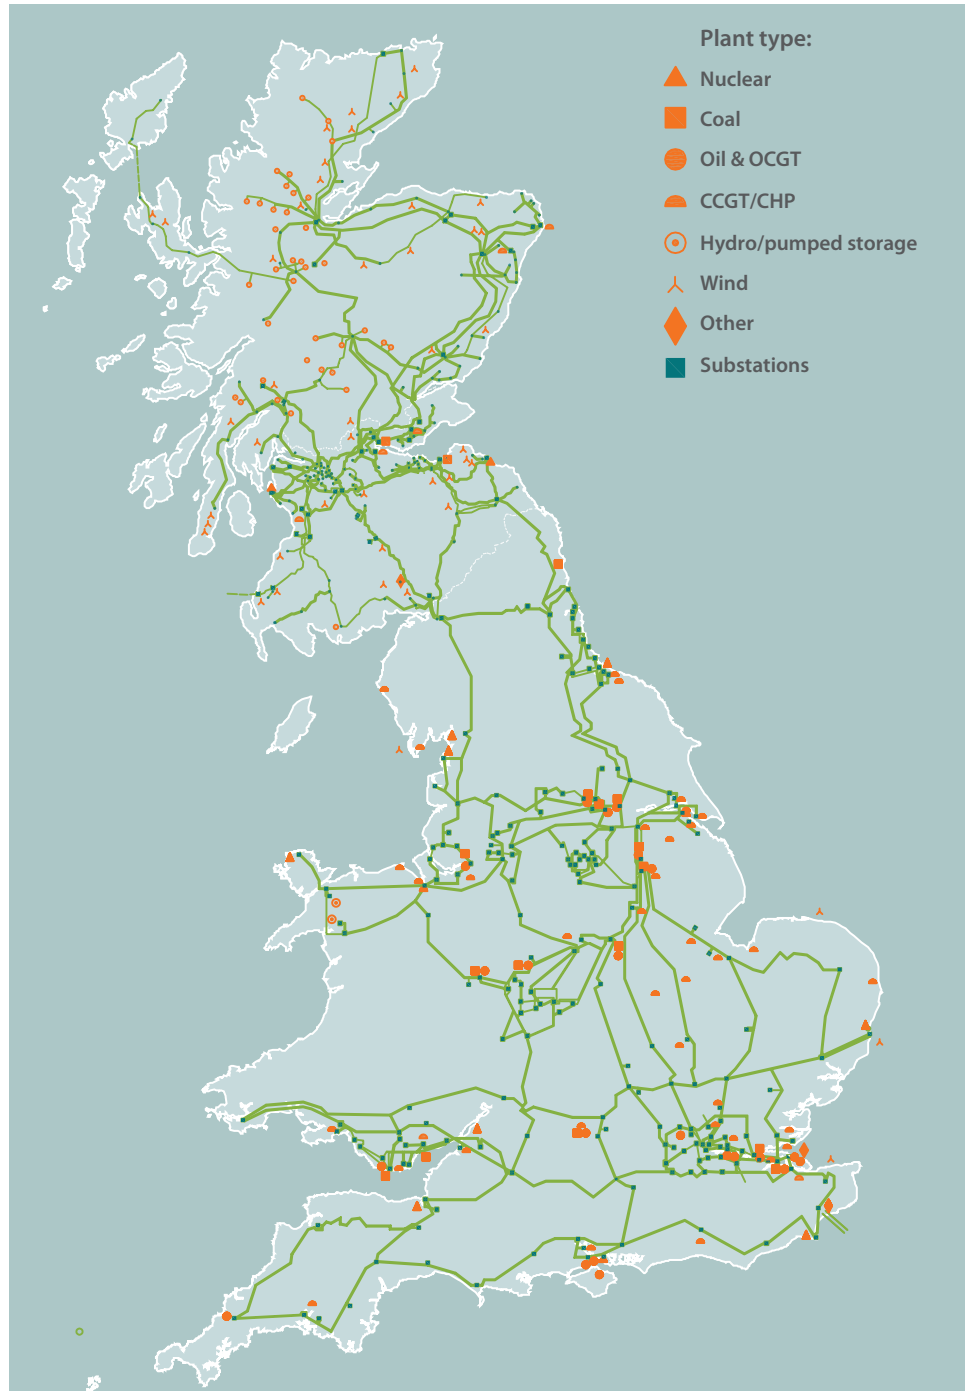 Plant type:
Nuclear
Coal
Oil & OCGT
CCGT/CHP
Hydro/pumped storage
Wind
Other
Substations